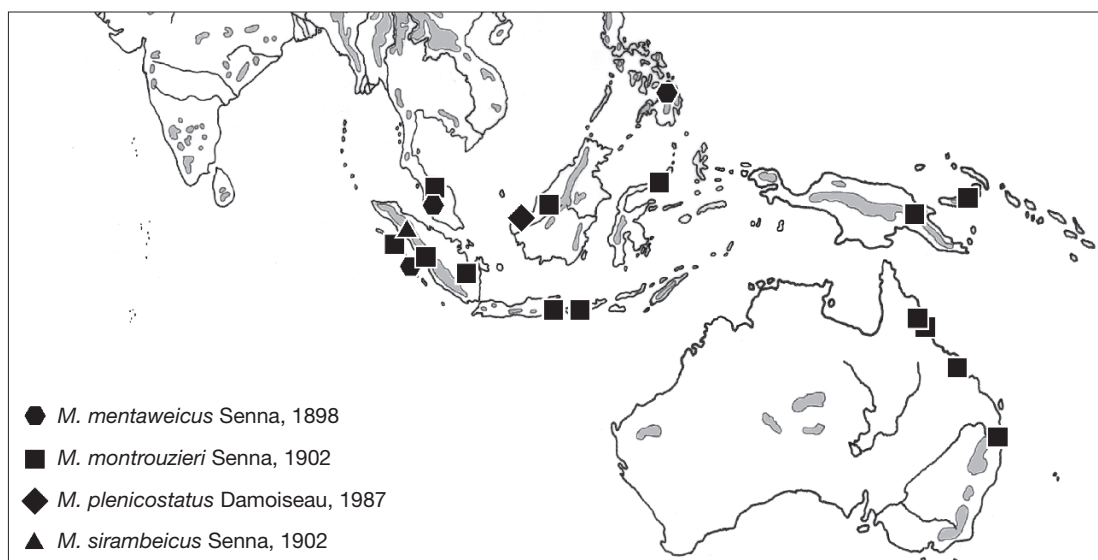 M. mentaweicus Senna, 1898
M. montrouzieri Senna, 1902
M. plenicostatus Damoiseau, 1987
M. sirambeicus Senna, 1902